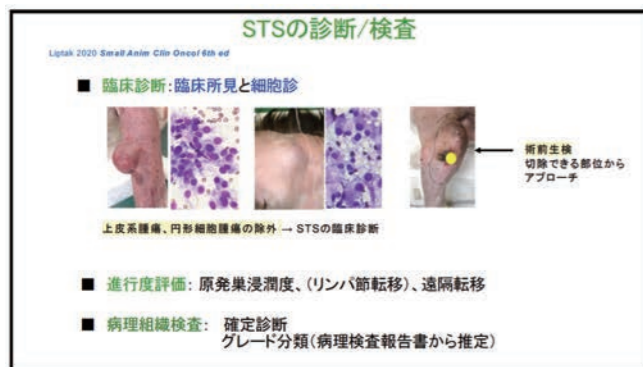 STSの診断/検査
Liptak 2020 Small Anim Clin Oncol 6th ed
■ 臨床診断：臨床所見と細胞診
術前生検
切除できる部位から
アプローチ
上皮系腫瘍、円形細胞腫瘍の除外 → STSの臨床診断
■ 進行度評価： 原発巣浸潤度、(リンパ節転移)、遠隔転移
■ 病理組織検査： 確定診断
グレード分類(病理検査報告書から推定)